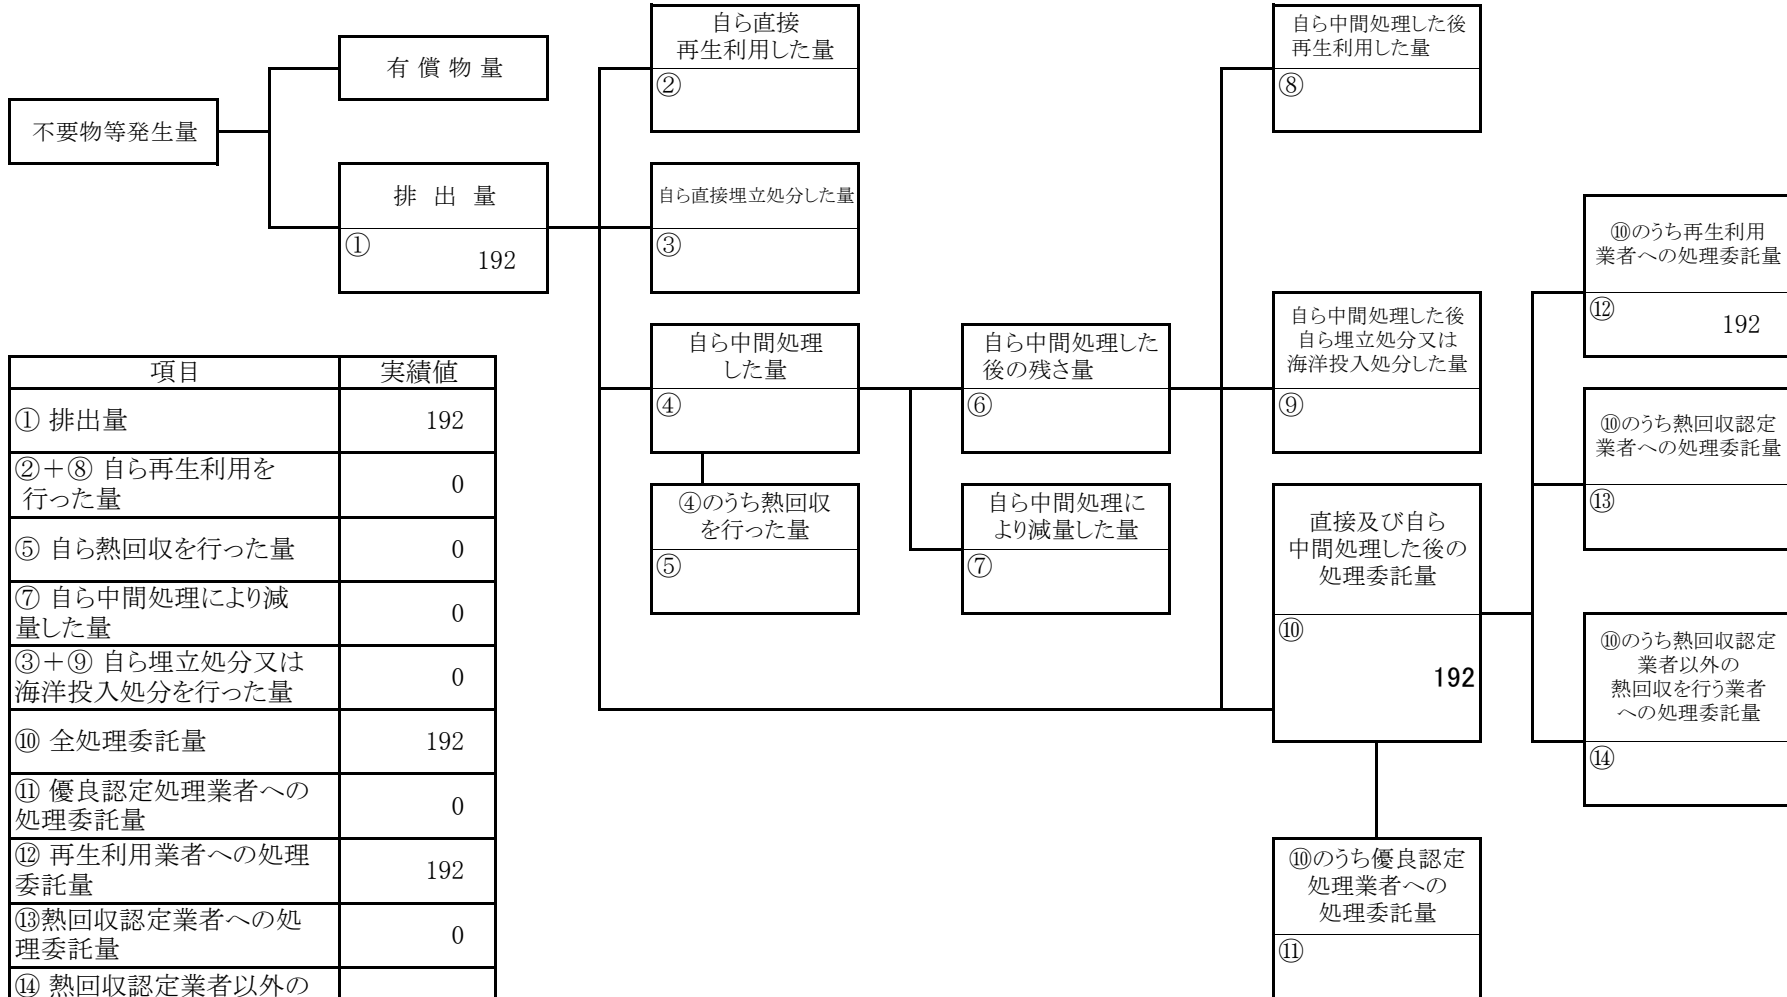 不要物等発生量
有 償 物 量
排 出 量
①
192
自ら直接
再生利用した量
②
自ら直接埋立処分した量
③
自ら中間処理
した量
④
④のうち熱回収
を行った量
⑤
自ら中間処理した
後の残さ量
⑥
自ら中間処理に
より減量した量
⑦
自ら中間処理した後
再生利用した量
⑧
自ら中間処理した後
自ら埋立処分又は
海洋投入処分した量
⑨
直接及び自ら
中間処理した後の
処理委託量
⑩
192
⑩のうち優良認定
処理業者への
処理委託量
⑪
⑩のうち再生利用
業者への処理委託量
⑫
192
⑩のうち熱回収認定
業者への処理委託量
⑬
⑩のうち熱回収認定
業者以外の
熱回収を行う業者
への処理委託量
⑭
項目 実績値
① 排出量 192
②＋⑧ 自ら再生利用を
行った量 0
⑤ 自ら熱回収を行った量 0
⑦ 自ら中間処理により減
量した量 0
③＋⑨ 自ら埋立処分又は
海洋投入処分を行った量 0
⑩ 全処理委託量 192
⑪ 優良認定処理業者への
処理委託量 0
⑫ 再生利用業者への処理
委託量 192
⑬熱回収認定業者への処
理委託量 0
⑭ 熱回収認定業者以外の